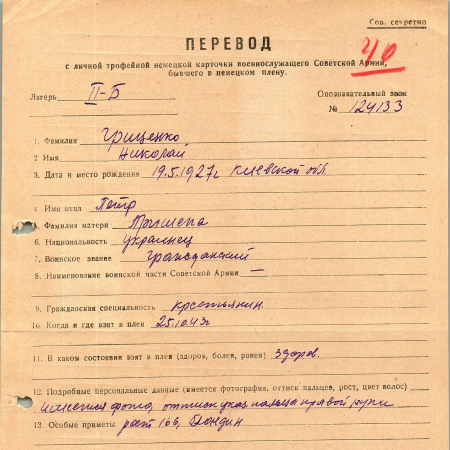 Сов. секретно
ПЕРЕВОД
40
с личной трофейной немецкой карточки военнослужащего Советской Армии,
бывшего в немецком плену.
Лагерь II-Б
Опознавательный знак
№ 124133
1. Фамилия Грищенко
2 Имя Николай
3. Дата и место рождения 19.5.1927г Киевской обл.
4. Имя отца Петр
5. Фамилия матери
6. Национальность украинец
7. Воинское звание Гражданский
8. Наименование воинской части Советской Армии —
9. Гражданская специальность крестьянин.
10. Когда и где взят в плен 25.10.43г
11. В каком состоянии взят в плен (здоров, болен, ранен) здоров.
12. Подробные персональные данные (имеется фотография, оттиск пальцев, рост, цвет волос)
имеется фото, оттиск указ. пальца правой руки
13. Особые приметы рост 166, блондин